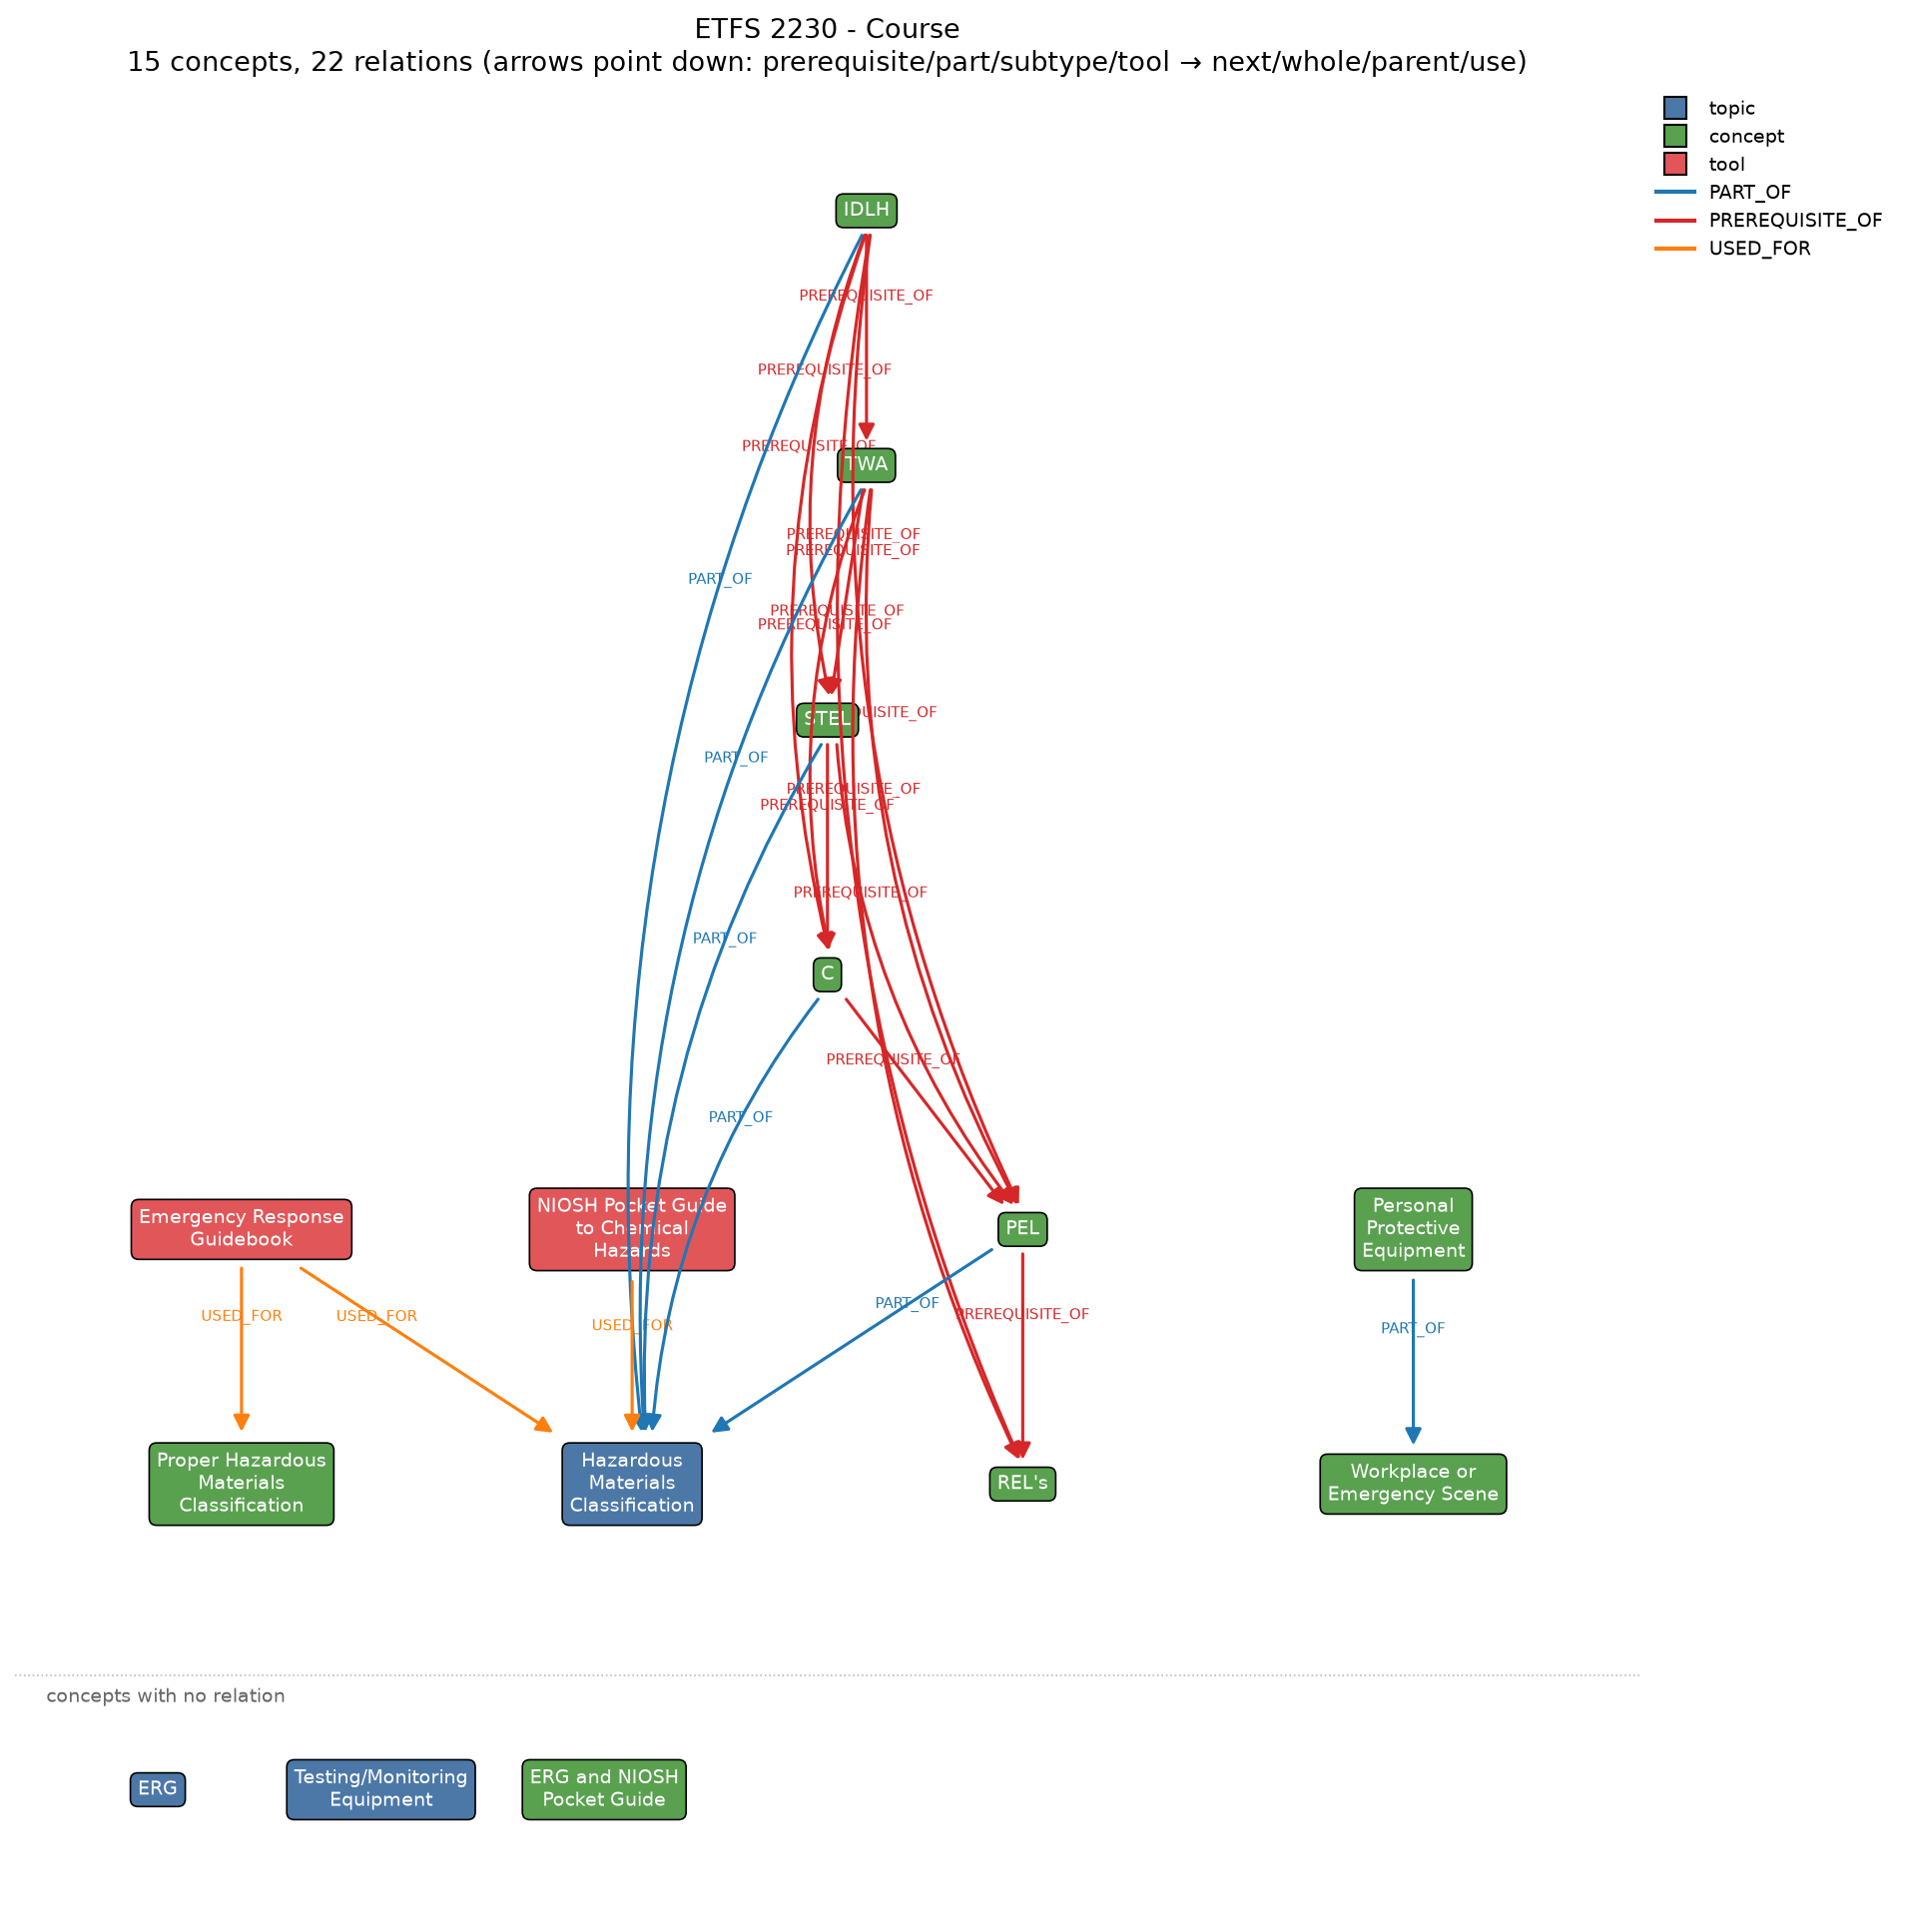 ETFS 2230 - Course
15 concepts, 22 relations (arrows point down: prerequisite/part/subtype/tool → next/whole/parent/use)
topic
concept
tool
PART_OF
PREREQUISITE_OF
USED_FOR
IDLH
PREREQUISITE_OF
PREREQUISITE_OF
PREREQUISITE_OF
TWA
PREREQUISITE_OF
PREREQUISITE_OF
PART_OF
PREREQUISITE_OF
PREREQUISITE_OF
STEL
UISITE_OF
PART_OF
PREREQUISITE_OF
PREREQUISITE_OF
PREREQUISITE_OF
PART_OF
C
PREREQUISITE_OF
PART_OF
Emergency Response
Guidebook
NIOSH Pocket Guide
to Chemical
Hazards
PEL
Personal
Protective
Equipment
USED_FOR
USED_FOR
USED_FOR
PART_OF
PREREQUISITE_OF
PART_OF
Proper Hazardous
Materials
Classification
Hazardous
Materials
Classification
REL's
Workplace or
Emergency Scene
concepts with no relation
ERG
Testing/Monitoring
Equipment
ERG and NIOSH
Pocket Guide